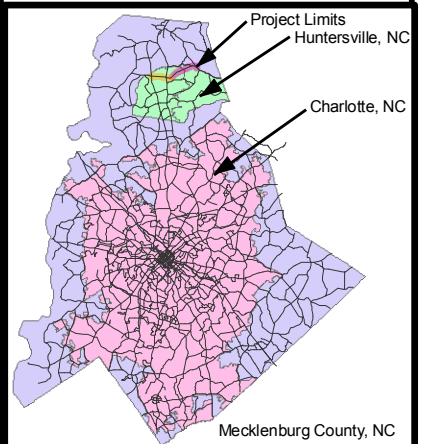 Project Limits
Huntersville, NC
Charlotte, NC
Mecklenburg County, NC